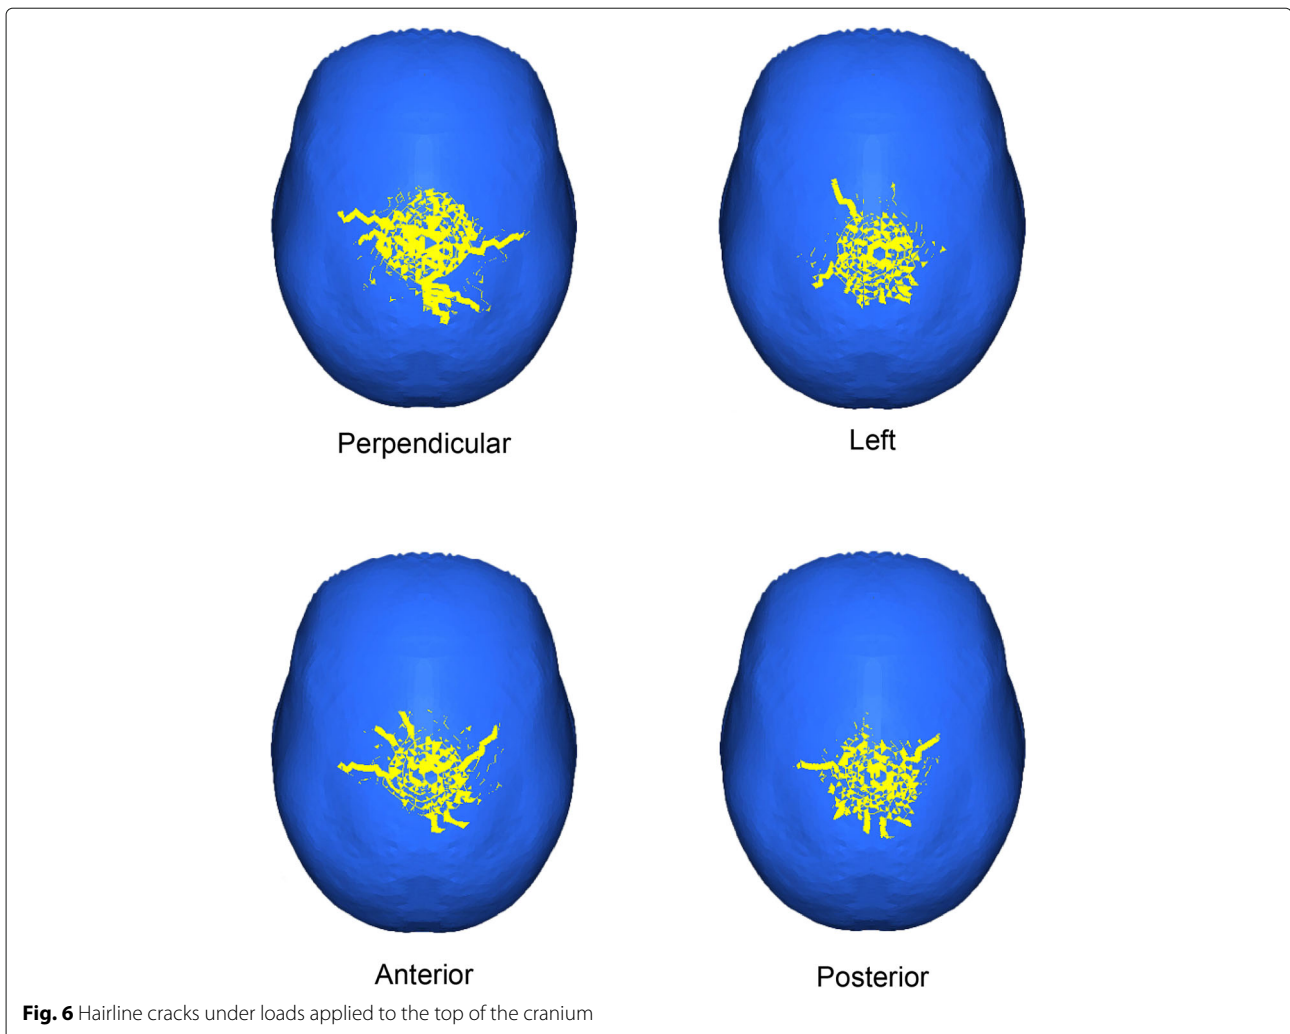 Perpendicular
Left
Anterior
Posterior
Fig. 6 Hairline cracks under loads applied to the top of the cranium